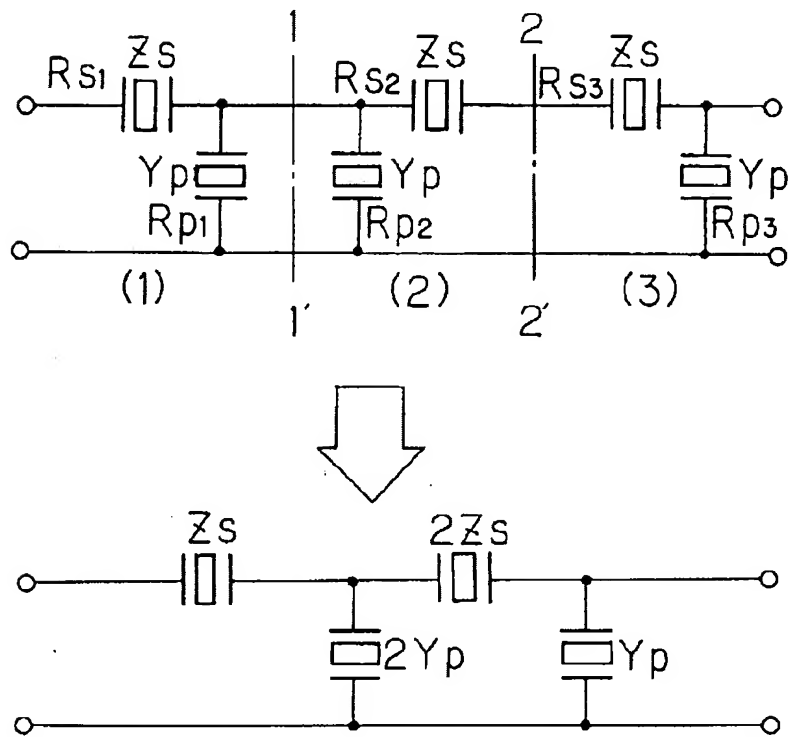 1 2
Zs Zs Zs
Rs1 Rs2 Rs3
Yp Yp Yp
Rp1 Rp2 Rp3
(1) (2) (3)
1' 2'
Zs 2Zs
2Yp Yp